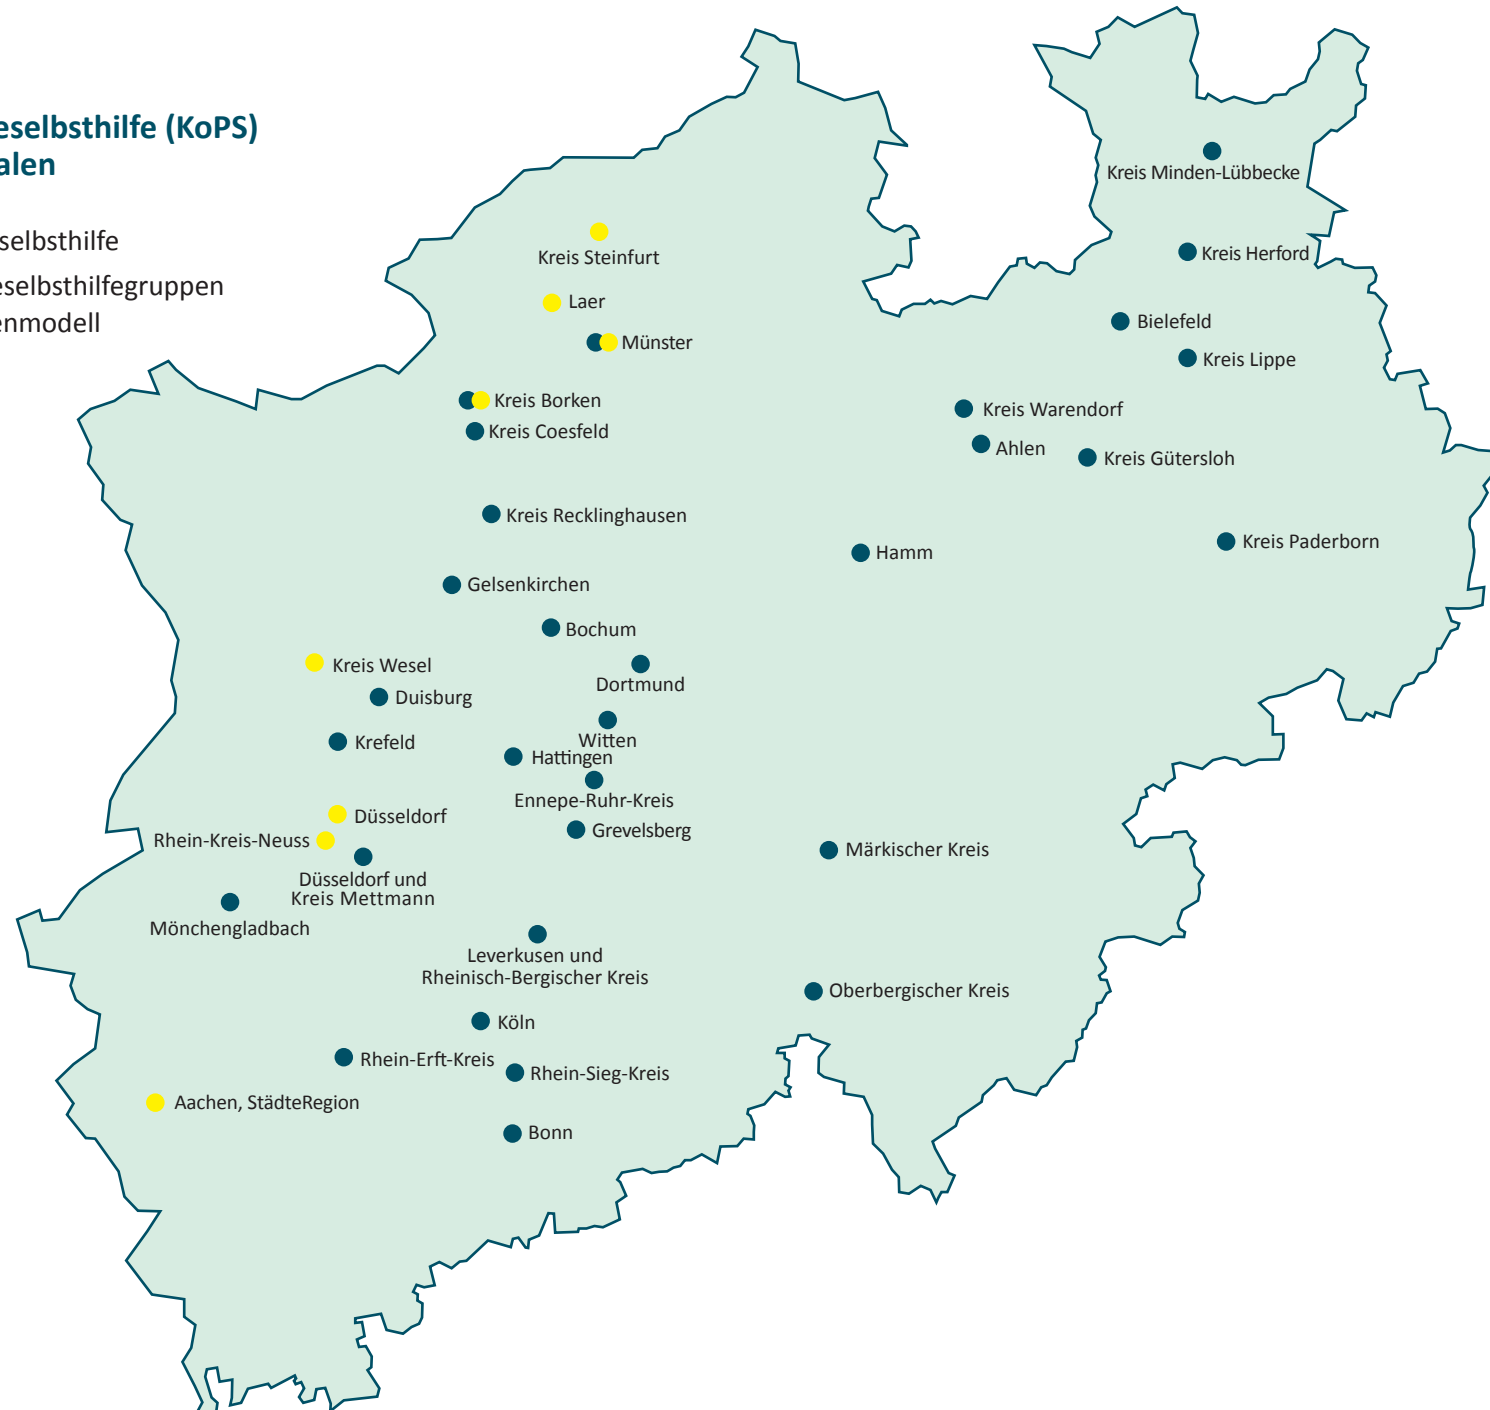 eselbsthilfe (KoPS)
alen
selbsthilfe
eselbsthilfegruppen
enmodell
Kreis Minden-Lübbecke
Kreis Steinfurt
Kreis Herford
Laer
Bielefeld
Münster
Kreis Lippe
Kreis Borken
Kreis Warendorf
Kreis Coesfeld
Ahlen
Kreis Gütersloh
Kreis Recklinghausen
Kreis Paderborn
Hamm
Gelsenkirchen
Bochum
Kreis Wesel
Dortmund
Duisburg
Witten
Krefeld
Hattingen
Ennepe-Ruhr-Kreis
Düsseldorf
Grevelsberg
Rhein-Kreis-Neuss
Märkischer Kreis
Düsseldorf und
Kreis Mettmann
Mönchengladbach
Leverkusen und
Rheinisch-Bergischer Kreis
Oberbergischer Kreis
Köln
Rhein-Erft-Kreis
Rhein-Sieg-Kreis
Aachen, StädteRegion
Bonn